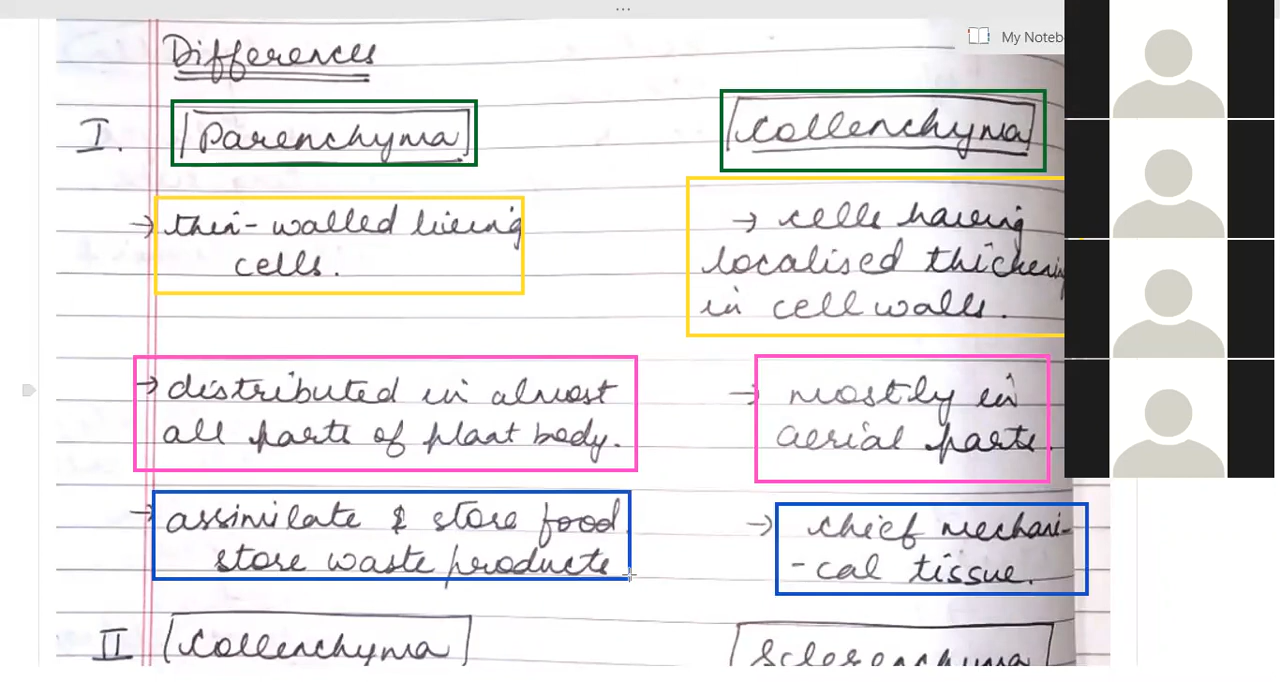 Differences
My Noteb
I. Parenchyma
Collenchyma
→ thin-walled living
cells.
→ cells having
localised thickening
in cell walls.
→ distributed in almost
all parts of plant body.
→ mostly in
aerial parts.
→ assimilate & store food
store waste products
→ chief mechani-
-cal tissue.
II Collenchyma
Sclerenchyma